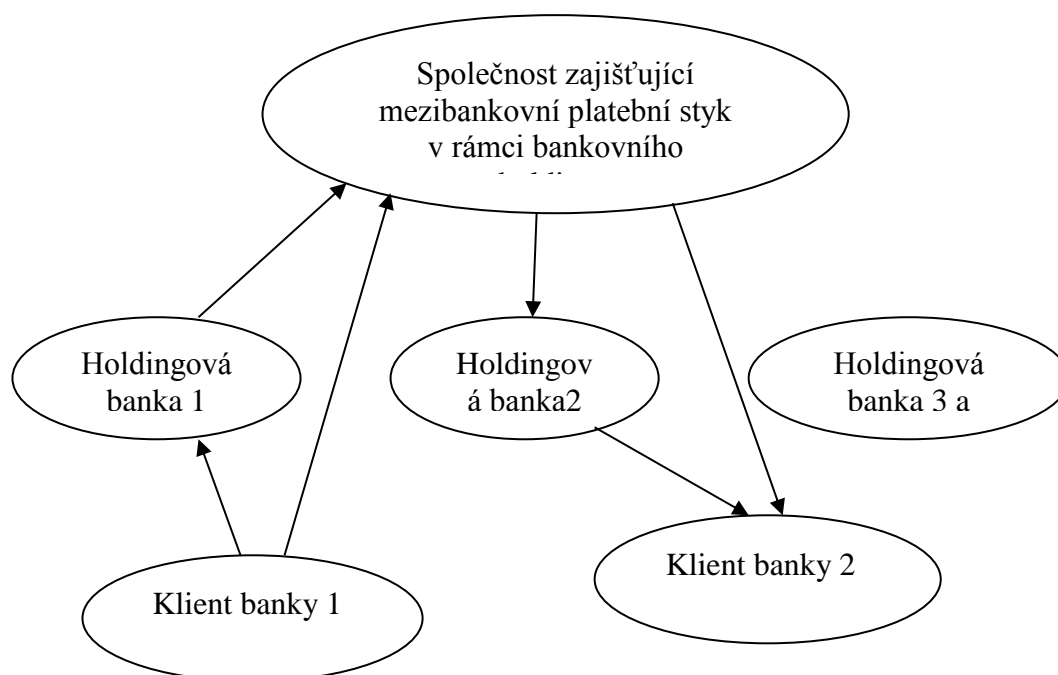 Společnost zajišťující
mezibankovní platební styk
v rámci bankovního
Holdingová
banka 1
Holdingov
á banka2
Holdingová
banka 3 a
Klient banky 1
Klient banky 2